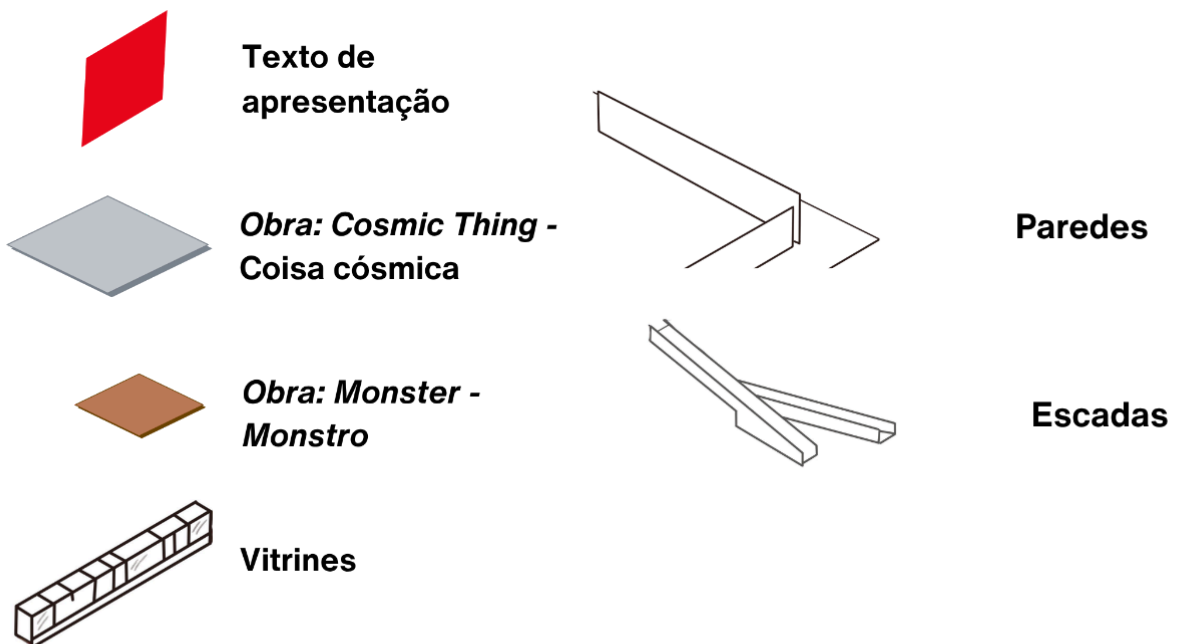 Texto de
apresentação
Obra: Cosmic Thing -
Coisa cósmica
Obra: Monster -
Monstro
Vitrines
Paredes
Escadas